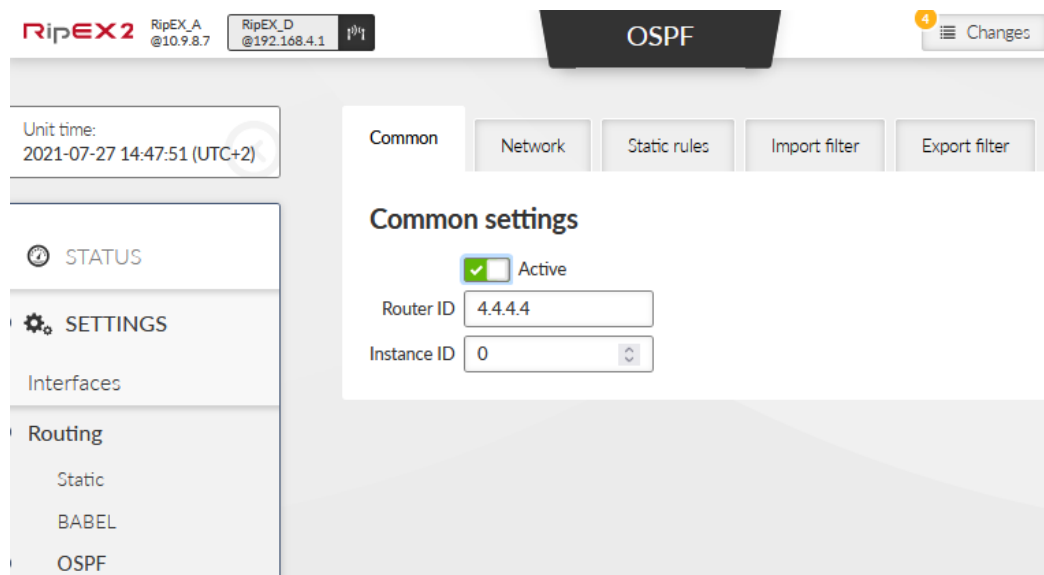 RipEX2
RipEX_A
@10.9.8.7
RipEX_D
@192.168.4.1
OSPF
4
Changes
Unit time:
2021-07-27 14:47:51 (UTC+2)
Common
Network
Static rules
Import filter
Export filter
Common settings
Active
Router ID 4.4.4.4
Instance ID 0
STATUS
SETTINGS
Interfaces
Routing
Static
BABEL
OSPF